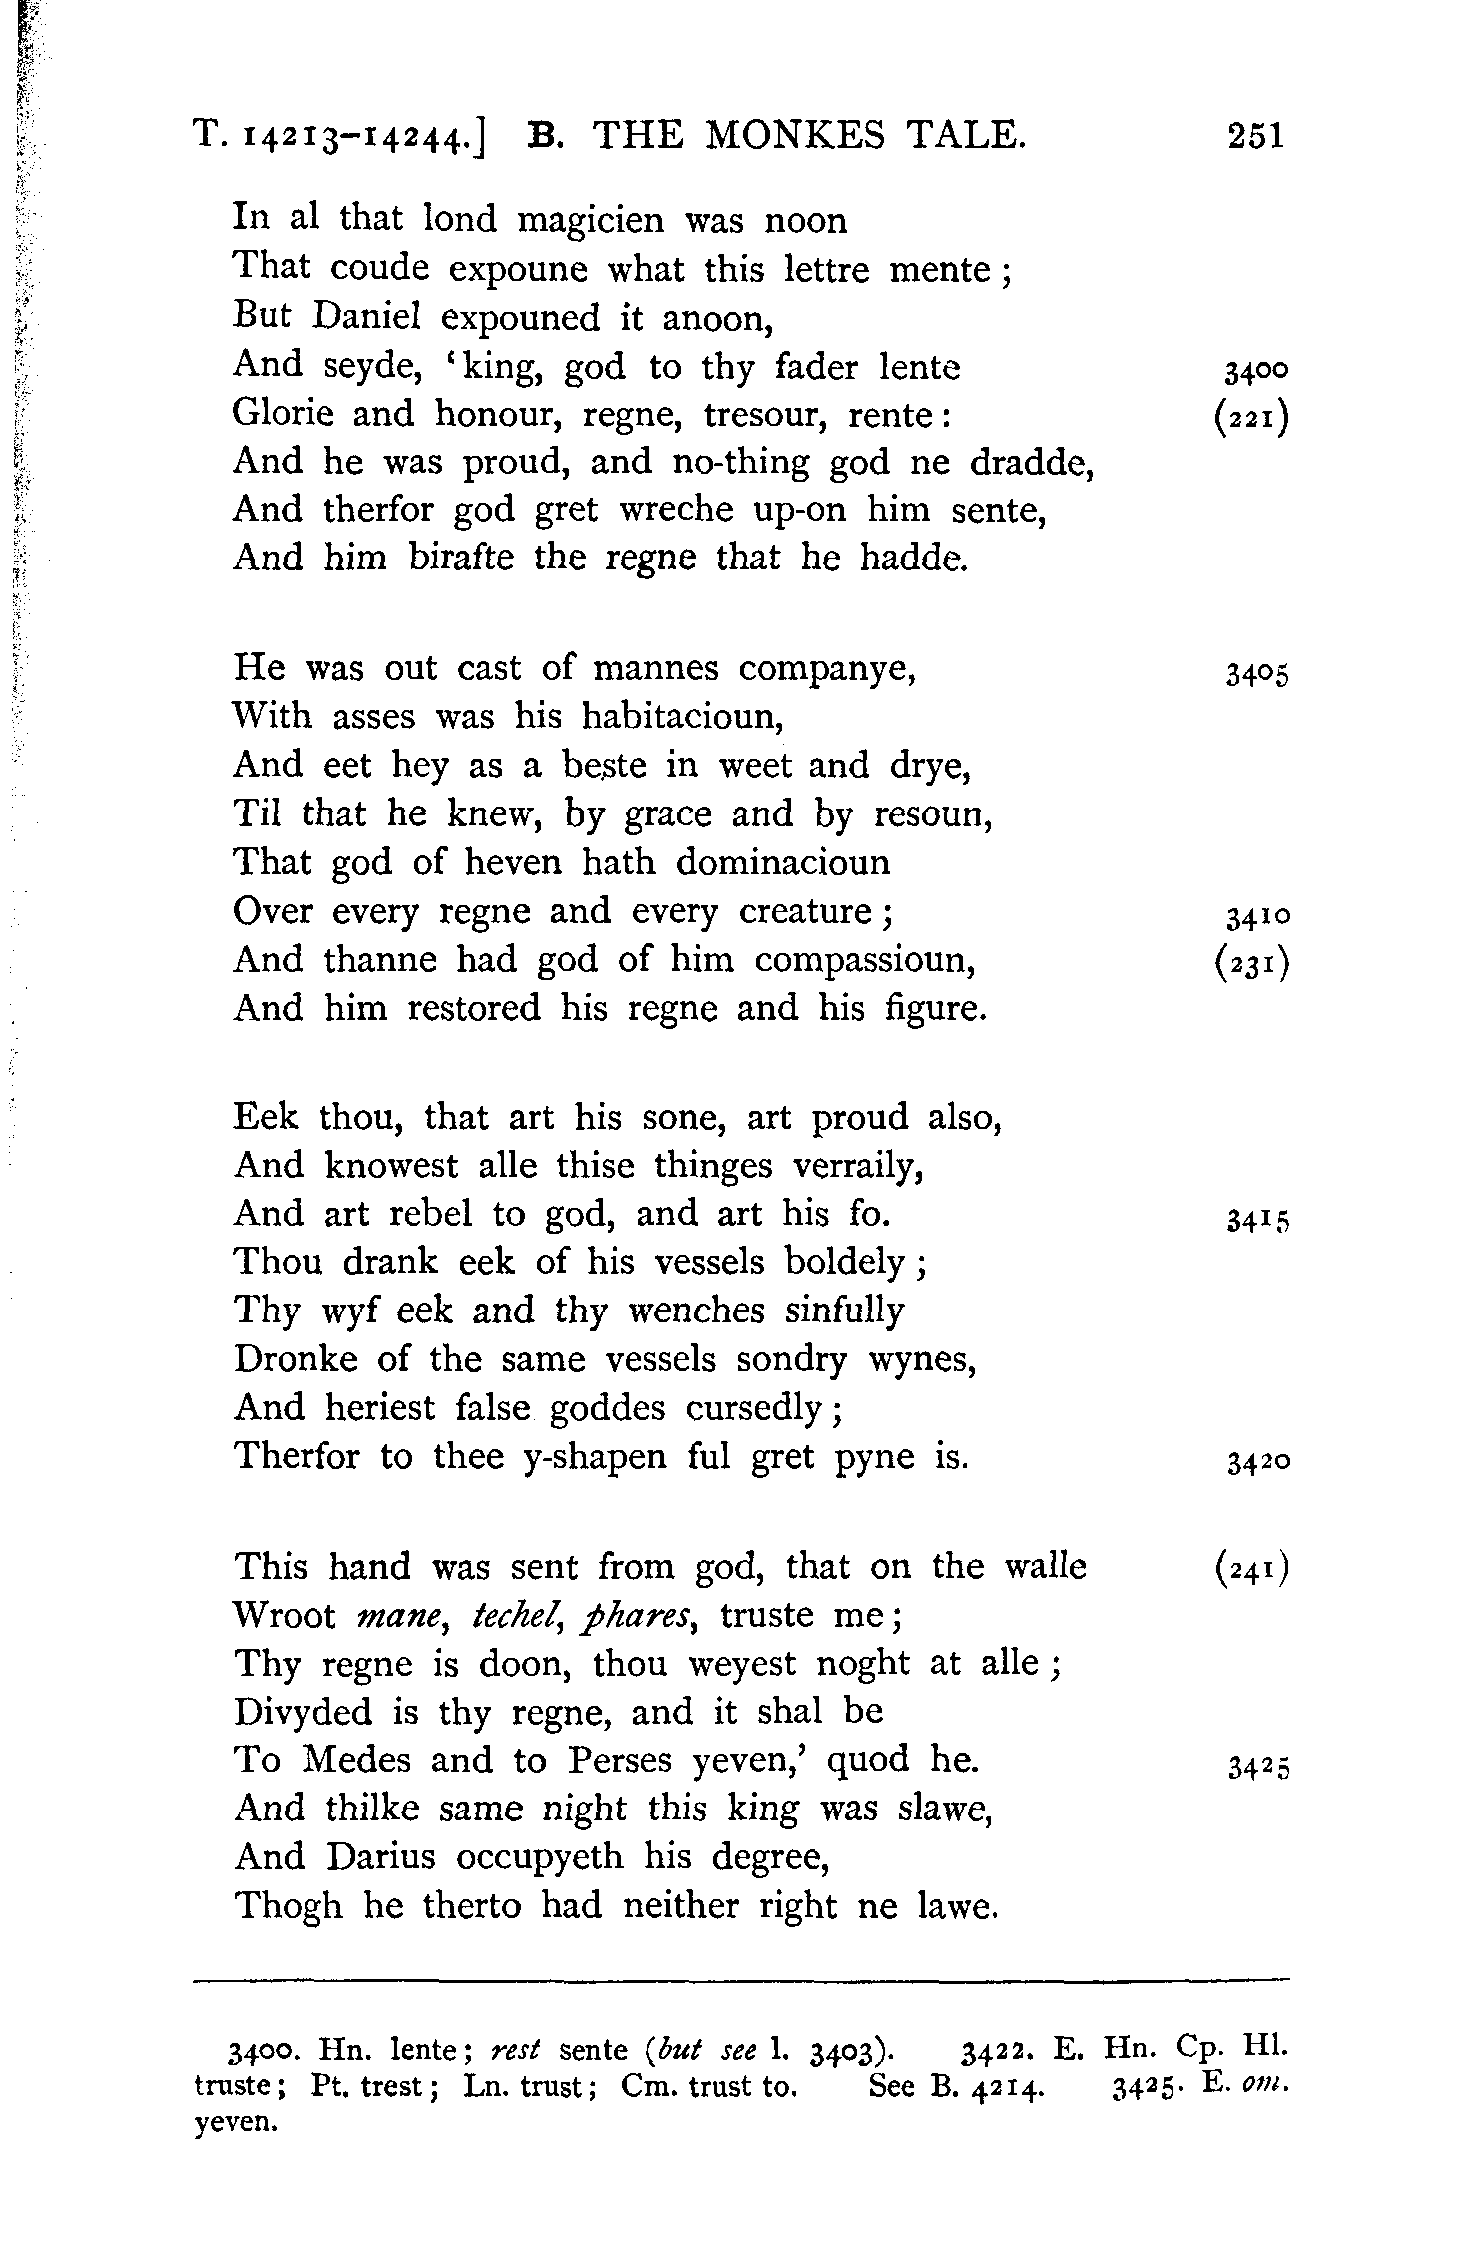 T. 14213–14244.] B. THE MONKES TALE. 251
In al that lond magicien was noon
That coude expoune what this lettre mente ;
But Daniel expouned it anoon,
And seyde, ‘king, god to thy fader lente 3400
Glorie and honour, regne, tresour, rente : (221)
And he was proud, and no-thing god ne dradde,
And therfor god gret wreche up-on him sente,
And him birafte the regne that he hadde.
He was out cast of mannes companye, 3405
With asses was his habitacioun,
And eet hey as a beste in weet and drye,
Til that he knew, by grace and by resoun,
That god of heven hath dominacioun
Over every regne and every creature ; 3410
And thanne had god of him compassioun, (231)
And him restored his regne and his figure.
Eek thou, that art his sone, art proud also,
And knowest alle thise thinges verraily,
And art rebel to god, and art his fo. 3415
Thou drank eek of his vessels boldely ;
Thy wyf eek and thy wenches sinfully
Dronke of the same vessels sondry wynes,
And heriest false goddes cursedly ;
Therfor to thee y-shapen ful gret pyne is. 3420
This hand was sent from god, that on the walle (241)
Wroot mane, techel, phares, truste me ;
Thy regne is doon, thou weyest noght at alle ;
Divyded is thy regne, and it shal be
To Medes and to Perses yeven,’ quod he. 3425
And thilke same night this king was slawe,
And Darius occupyeth his degree,
Thogh he therto had neither right ne lawe.
3400. Hn. lente; rest sente (but see l. 3403). 3422. E. Hn. Cp. Hl.
truste; Pt. trest; Ln. trust; Cm. trust to. See B. 4214. 3425. E. om.
yeven.